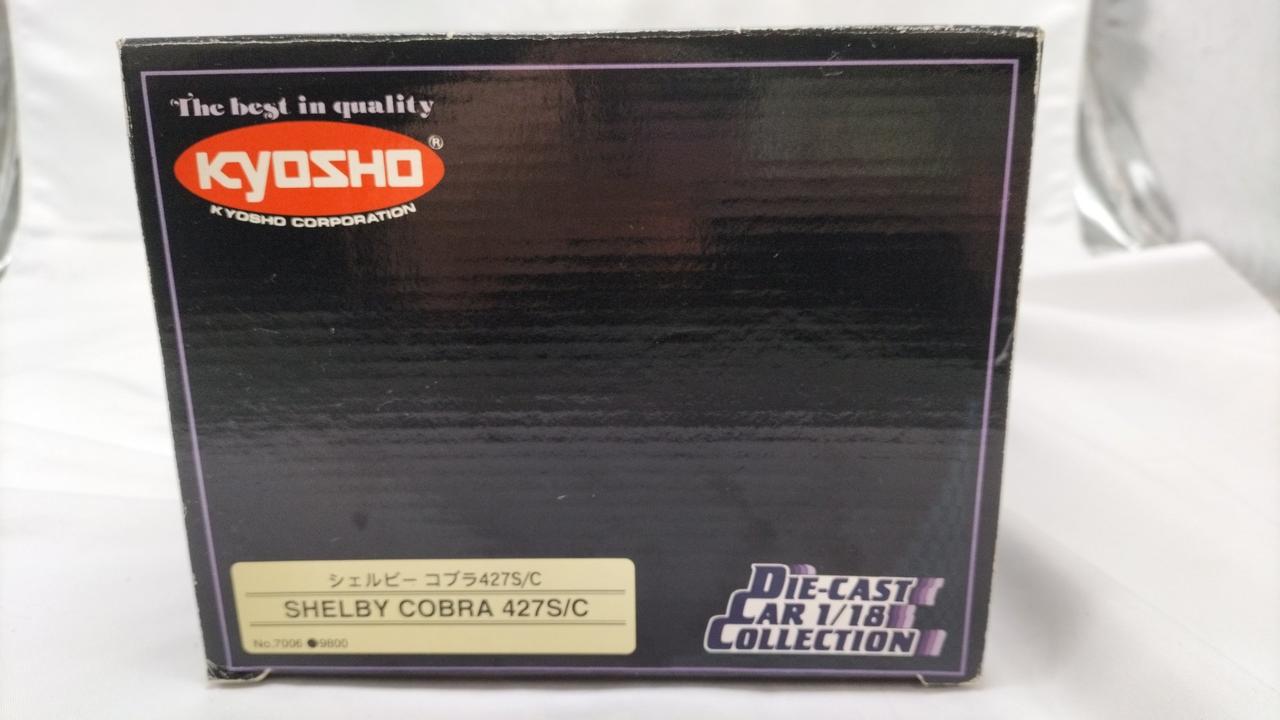 The best in quality
KYOSHO ®
KYOSHO CORPORATION
シェルビー コブラ427S/C
SHELBY COBRA 427S/C
No.7006 ●9800
DIE-CAST
CAR 1/18
COLLECTION